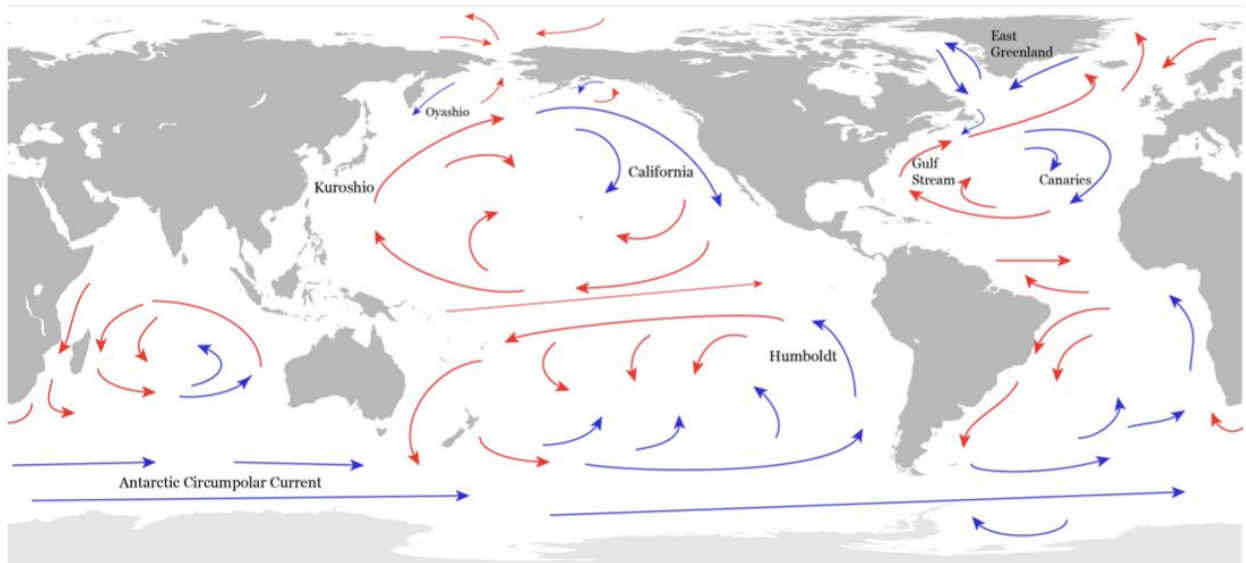 East
Greenland
Oyashio
Gulf
Stream
California
Canaries
Kuroshio
Humboldt
Antarctic Circumpolar Current